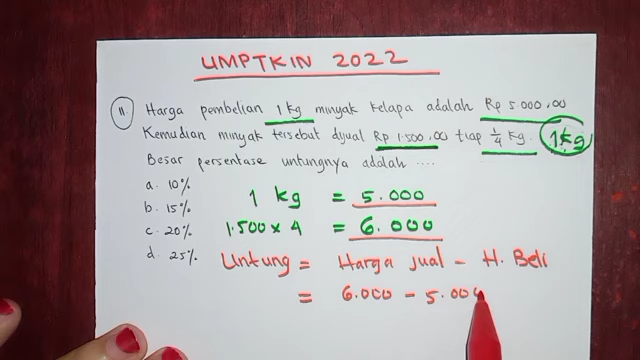 UMPTKIN 2022
11. Harga pembelian 1 kg minyak kelapa adalah Rp 5000,00
Kemudian minyak tersebut dijual Rp 1.500,00 tiap 1/4 kg. 1 kg
Besar persentase untungnya adalah ....
a. 10%
b. 15%
c. 20%
d. 25%
1 kg = 5.000
1.500 x 4 = 6.000
Untung = Harga jual - H. Beli
= 6.000 - 5.000